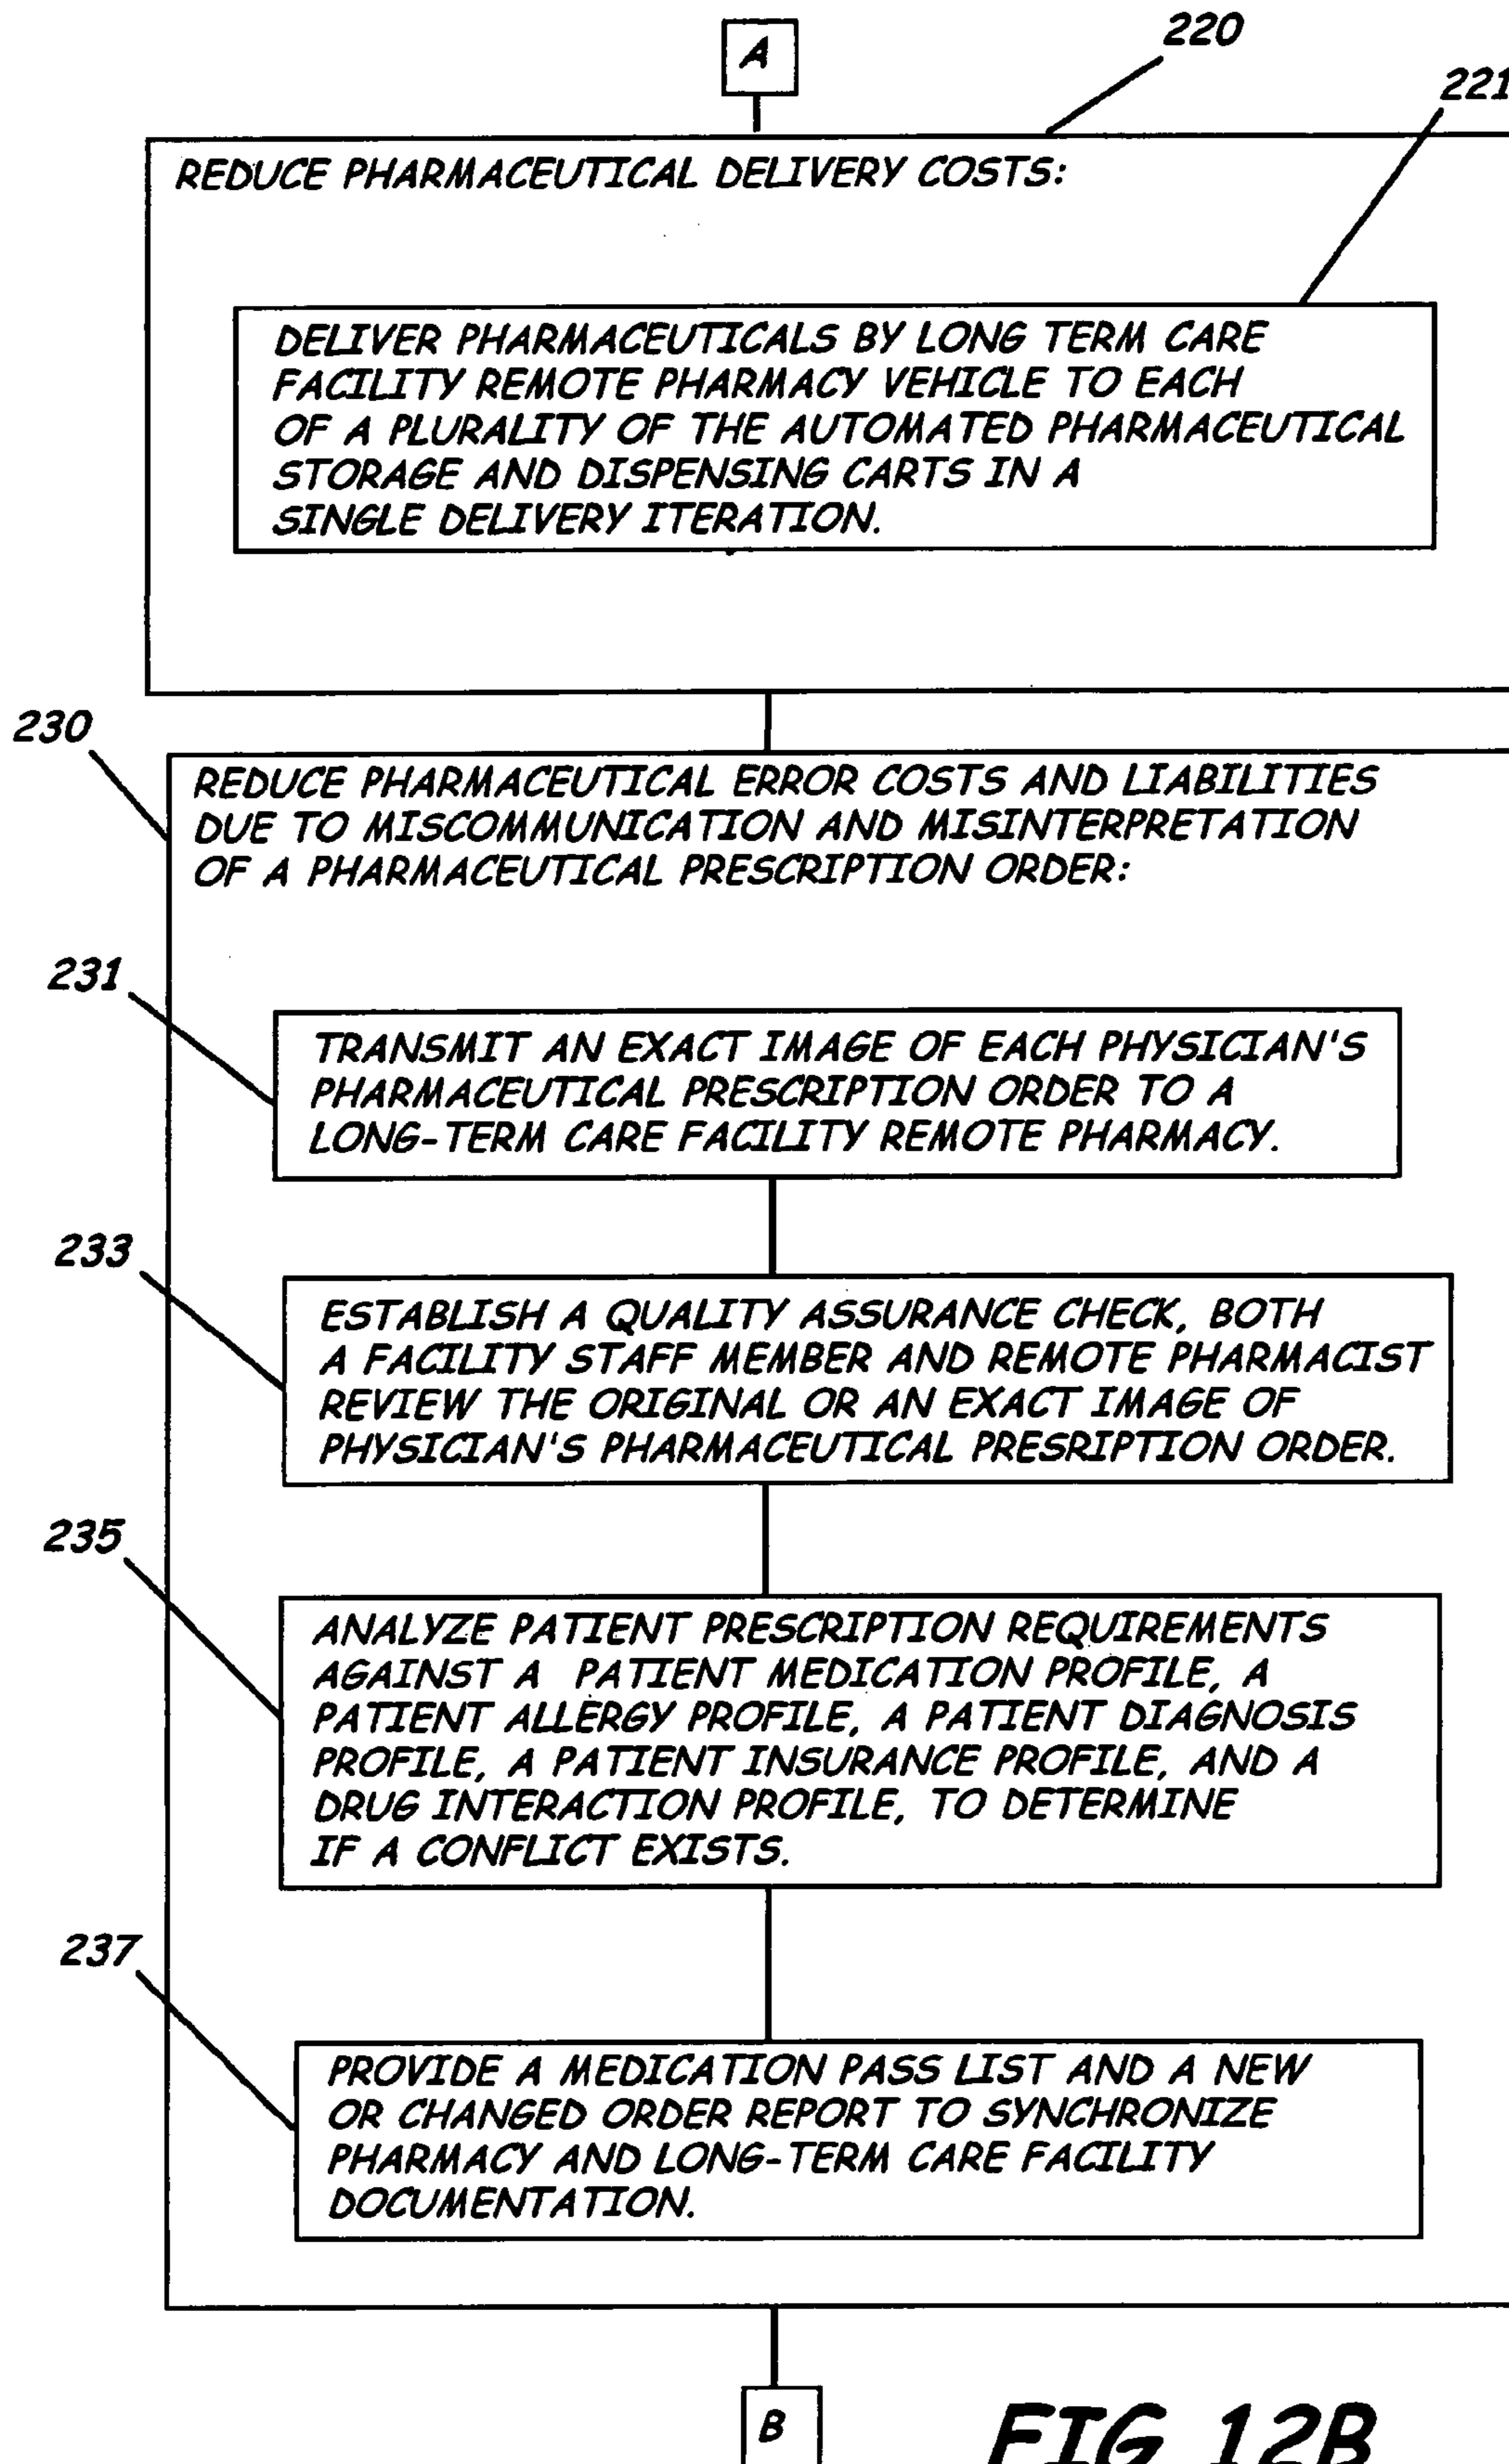 A
220
221
REDUCE PHARMACEUTICAL DELIVERY COSTS:
DELIVER PHARMACEUTICALS BY LONG TERM CARE
FACILITY REMOTE PHARMACY VEHICLE TO EACH
OF A PLURALITY OF THE AUTOMATED PHARMACEUTICAL
STORAGE AND DISPENSING CARTS IN A
SINGLE DELIVERY ITERATION.
230
REDUCE PHARMACEUTICAL ERROR COSTS AND LIABILITIES
DUE TO MISCOMMUNICATION AND MISINTERPRETATION
OF A PHARMACEUTICAL PRESCRIPTION ORDER:
231
TRANSMIT AN EXACT IMAGE OF EACH PHYSICIAN'S
PHARMACEUTICAL PRESCRIPTION ORDER TO A
LONG-TERM CARE FACILITY REMOTE PHARMACY.
233
ESTABLISH A QUALITY ASSURANCE CHECK, BOTH
A FACILITY STAFF MEMBER AND REMOTE PHARMACIST
REVIEW THE ORIGINAL OR AN EXACT IMAGE OF
PHYSICIAN'S PHARMACEUTICAL PRESRIPTION ORDER.
235
ANALYZE PATIENT PRESCRIPTION REQUIREMENTS
AGAINST A PATIENT MEDICATION PROFILE, A
PATIENT ALLERGY PROFILE, A PATIENT DIAGNOSIS
PROFILE, A PATIENT INSURANCE PROFILE, AND A
DRUG INTERACTION PROFILE, TO DETERMINE
IF A CONFLICT EXISTS.
237
PROVIDE A MEDICATION PASS LIST AND A NEW
OR CHANGED ORDER REPORT TO SYNCHRONIZE
PHARMACY AND LONG-TERM CARE FACILITY
DOCUMENTATION.
B
FIG 12B